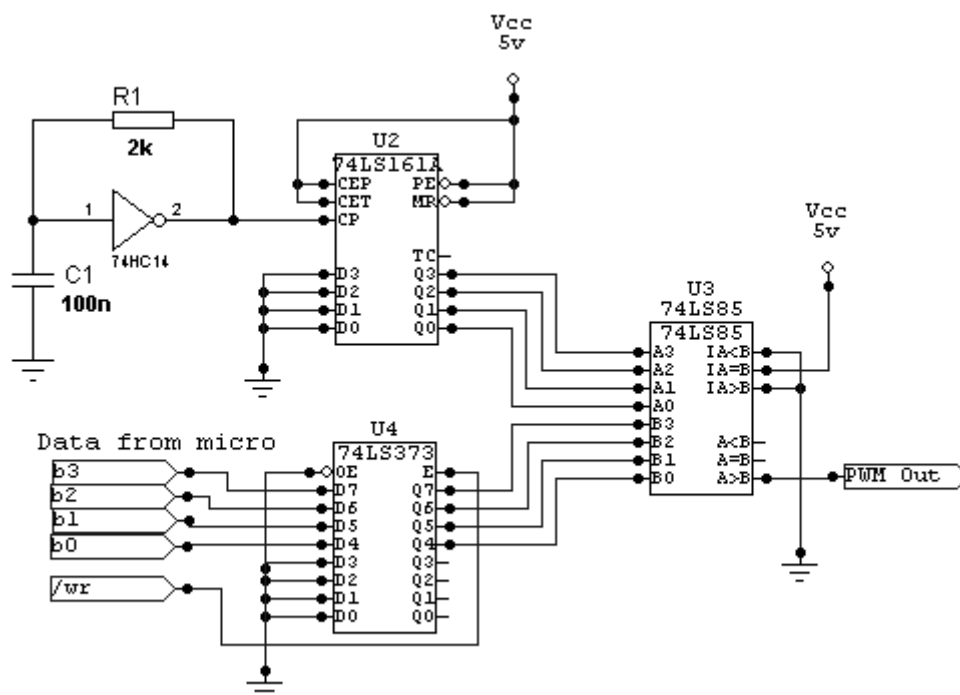 Vcc
5v
R1
2k
1
2
74HC14
C1
100n
U2
74LS161A
CEP PE
CET MR
CP
TC
D3 Q3
D2 Q2
D1 Q1
D0 Q0
Vcc
5v
U3
74LS85
74LS85
A3 IA<B
A2 IA=B
A1 IA>B
A0
B3
B2 A<B
B1 A=B
B0 A>B
PWM Out
Data from micro
b3
b2
b1
b0
/wr
U4
74LS373
OE E
D7 Q7
D6 Q6
D5 Q5
D4 Q4
D3 Q3
D2 Q2
D1 Q1
D0 Q0